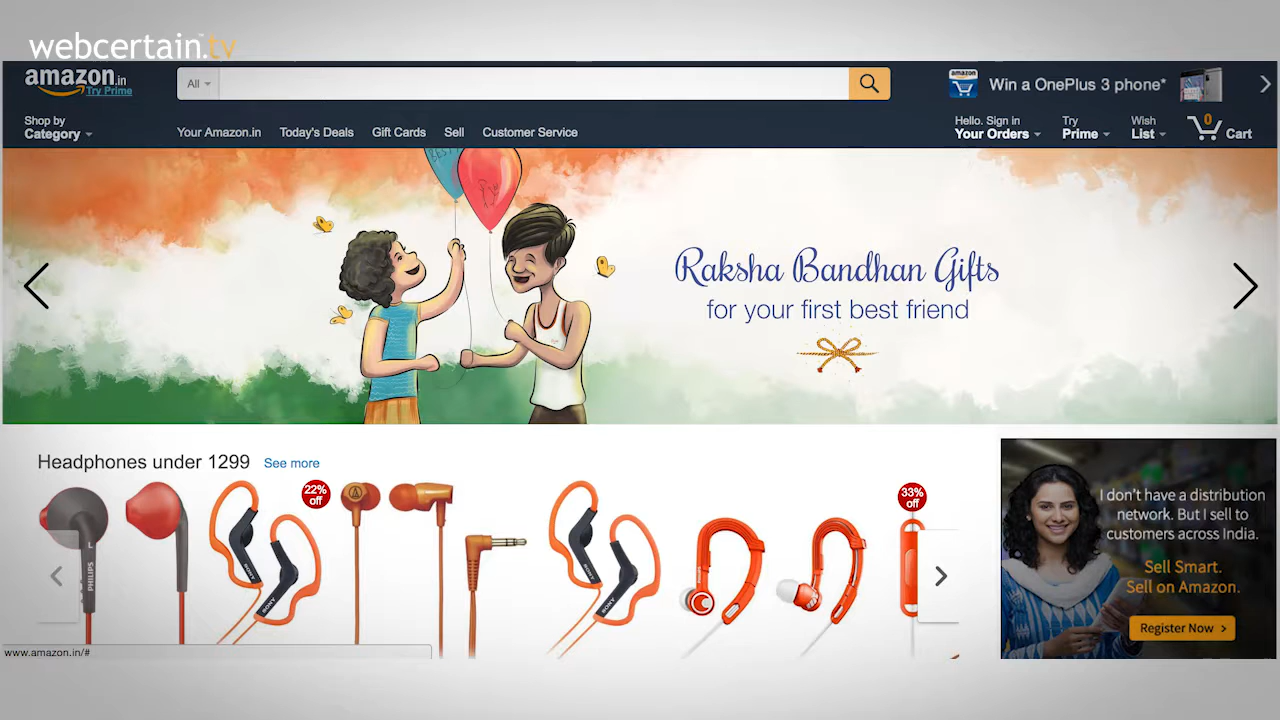 webcertain.tv™
amazon.in
Try Prime
All
Win a OnePlus 3 phone*
Shop by
Category
Your Amazon.in Today's Deals Gift Cards Sell Customer Service
Hello. Sign in
Your Orders
Try
Prime
Wish
List
0
Cart
Raksha Bandhan Gifts
for your first best friend
Headphones under 1299 See more
22%
off
33%
off
L
PHILIPS
SONY
SONY
SONY
SONY
I don't have a distribution
network. But I sell to
customers across India.
Sell Smart.
Sell on Amazon.
Register Now >
www.amazon.in/#